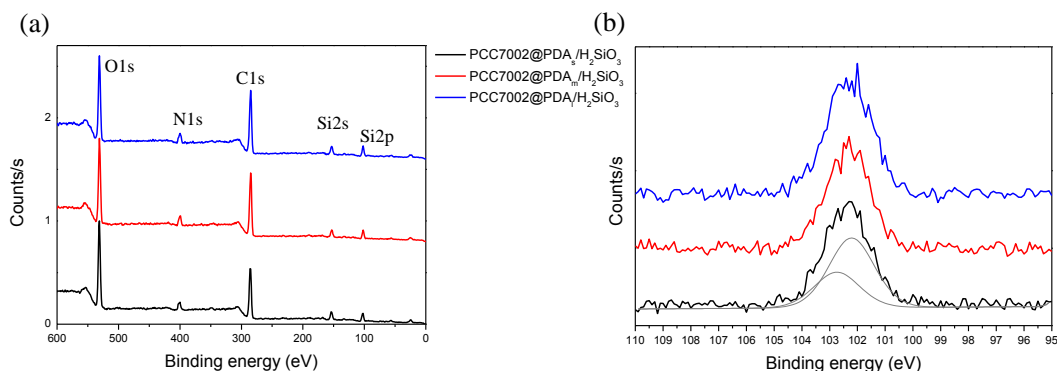 (a)
O1s
N1s
C1s
Si2s
Si2p
2
1
0
600
500
400
300
200
100
0
Counts/s
Binding energy (eV)
PCC7002@PDAₛ/H₂SiO₃
PCC7002@PDAₘ/H₂SiO₃
PCC7002@PDAₗ/H₂SiO₃
(b)
Counts/s
110 109 108 107 106 105 104 103 102 101 100 99 98 97 96 95
Binding energy (eV)